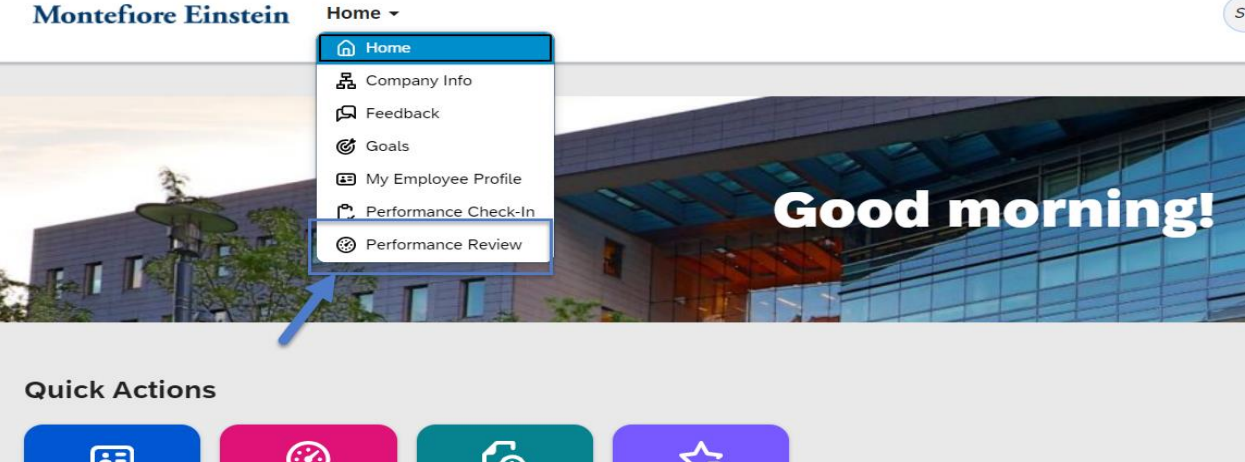 Montefiore Einstein Home
S
Home
Company Info
Feedback
Goals
My Employee Profile
Performance Check-In
Performance Review
Good morning!
Quick Actions